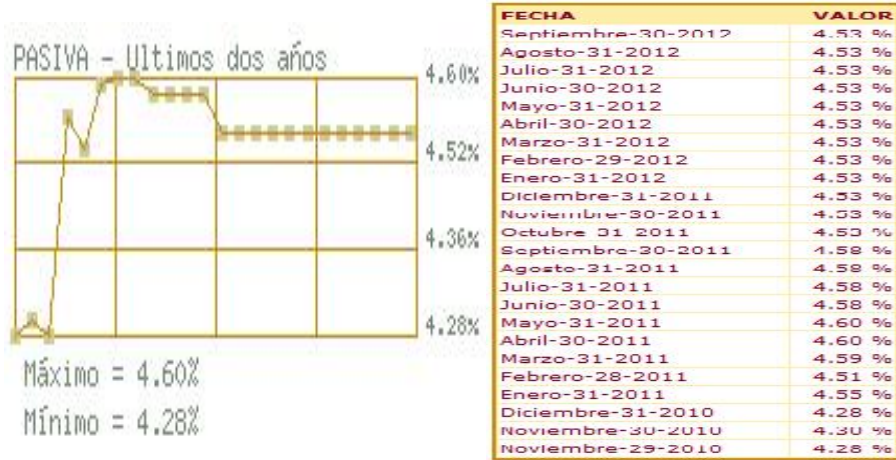 PASIVA - Ultimos dos años
4.60%
4.52%
4.36%
4.28%
Máximo = 4.60%
Mínimo = 4.28%
FECHA VALOR
Septiembre-30-2012 4.53 %
Agosto-31-2012 4.53 %
Julio-31-2012 4.53 %
Junio-30-2012 4.53 %
Mayo-31-2012 4.53 %
Abril-30-2012 4.53 %
Marzo-31-2012 4.53 %
Febrero-29-2012 4.53 %
Enero-31-2012 4.53 %
Diciembre-31-2011 4.53 %
Noviembre-30-2011 4.53 %
Octubre-31-2011 4.53 %
Septiembre-30-2011 4.58 %
Agosto-31-2011 4.58 %
Julio-31-2011 4.58 %
Junio-30-2011 4.58 %
Mayo-31-2011 4.60 %
Abril-30-2011 4.60 %
Marzo-31-2011 4.59 %
Febrero-28-2011 4.51 %
Enero-31-2011 4.55 %
Diciembre-31-2010 4.28 %
Noviembre-30-2010 4.30 %
Noviembre-29-2010 4.28 %